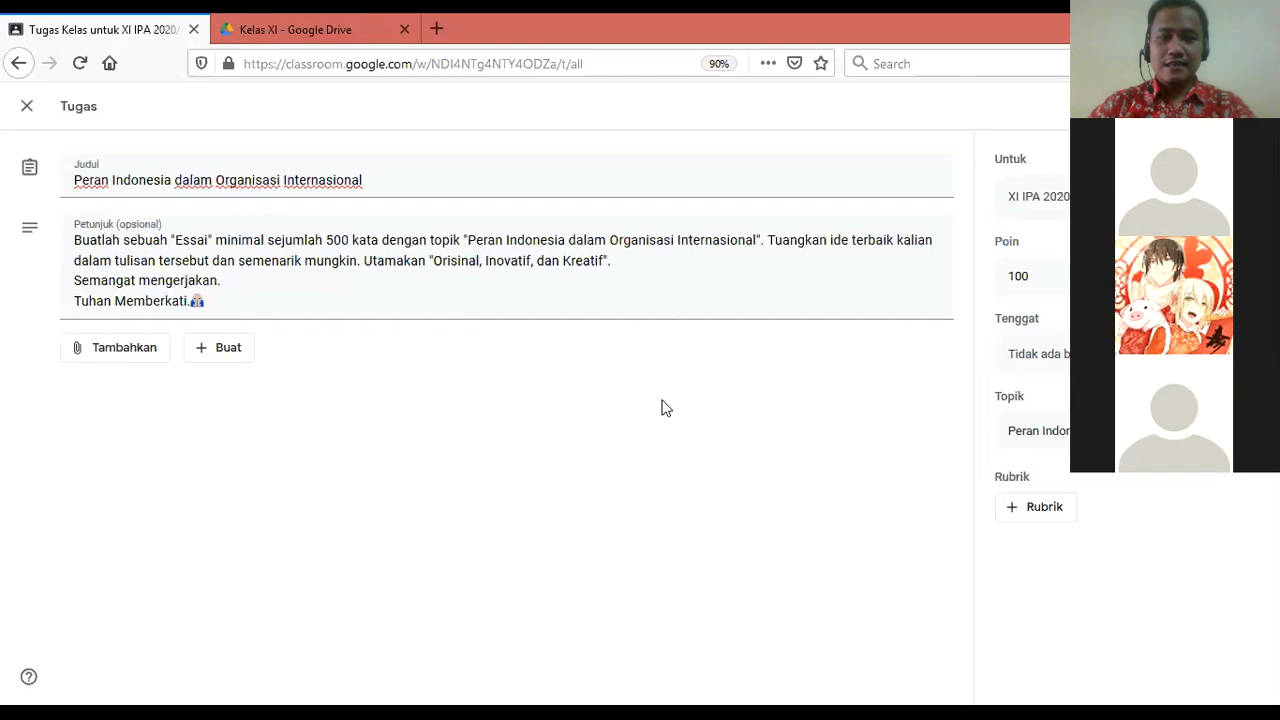 Tugas Kelas untuk XI IPA 2020/
Kelas XI - Google Drive
https://classroom.google.com/w/NDI4NTg4NTY4ODZa/t/all
90%
Search
Tugas
Judul
Peran Indonesia dalam Organisasi Internasional
Petunjuk (opsional)
Buatlah sebuah "Essai" minimal sejumlah 500 kata dengan topik "Peran Indonesia dalam Organisasi Internasional". Tuangkan ide terbaik kalian
dalam tulisan tersebut dan semenarik mungkin. Utamakan "Orisinal, Inovatif, dan Kreatif".
Semangat mengerjakan.
Tuhan Memberkati.
Tambahkan
Buat
Untuk
XI IPA 2020
Poin
100
Tenggat
Tidak ada b
Topik
Peran Indor
Rubrik
Rubrik